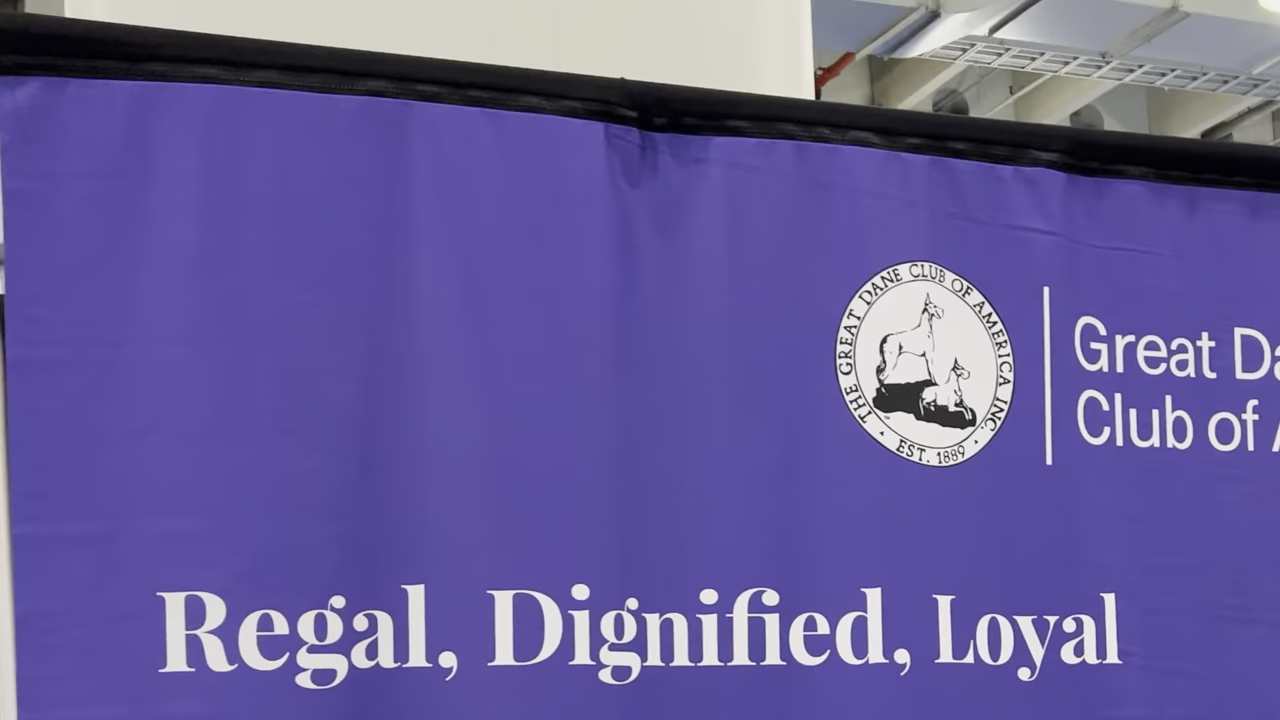 THE GREAT DANE CLUB OF AMERICA INC.
· EST. 1889 ·
Great Da
Club of A
Regal, Dignified, Loyal